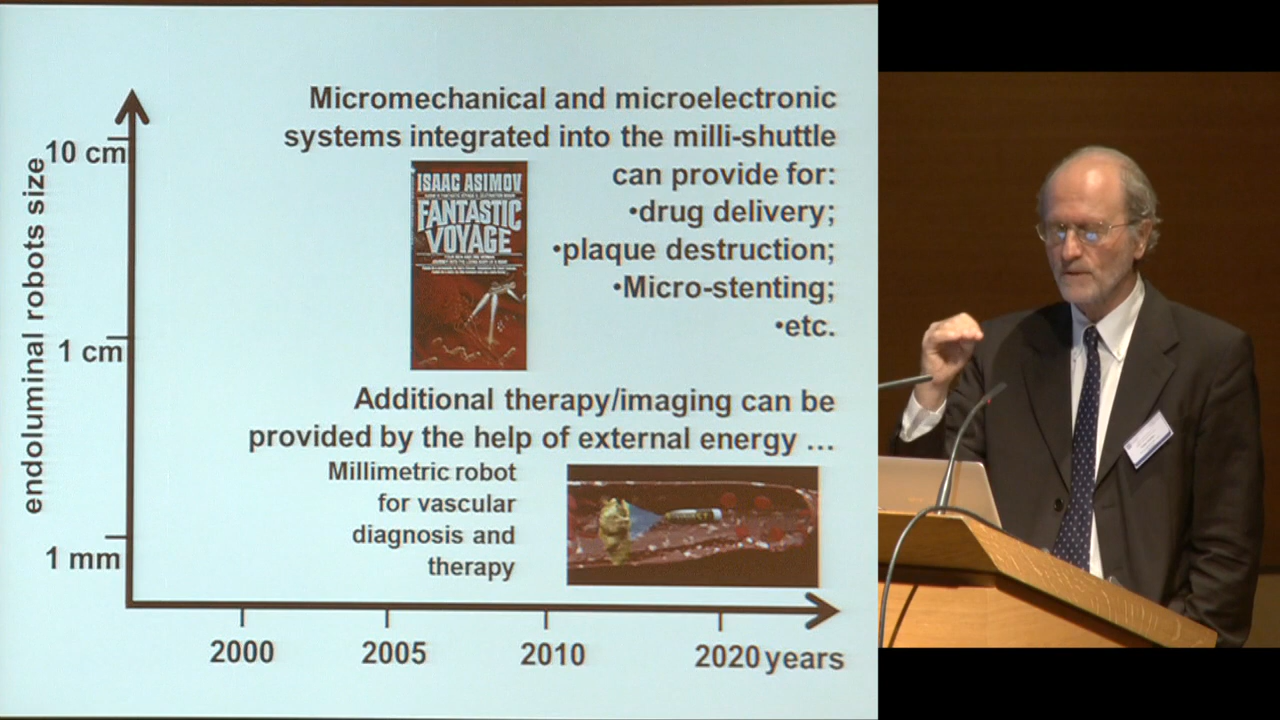 Micromechanical and microelectronic
systems integrated into the milli-shuttle
can provide for:
•drug delivery;
•plaque destruction;
•Micro-stenting;
•etc.
ISAAC ASIMOV
FANTASTIC
VOYAGE
Additional therapy/imaging can be
provided by the help of external energy ...
Millimetric robot
for vascular
diagnosis and
therapy
endoluminal robots size
10 cm
1 cm
1 mm
2000
2005
2010
2020
years